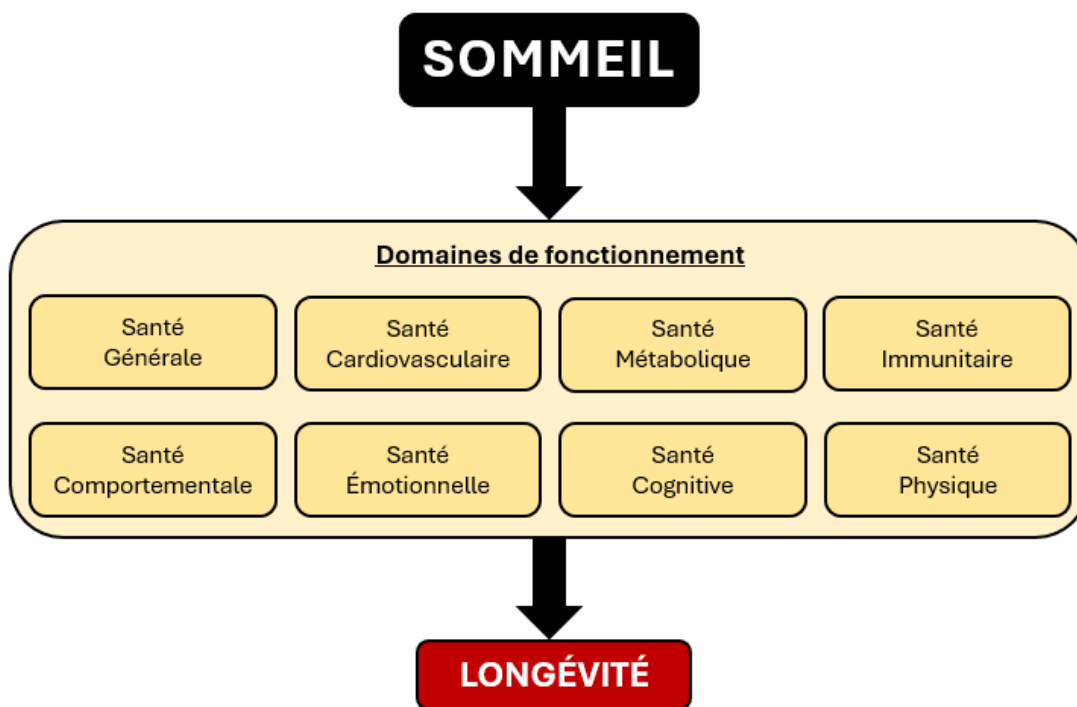 SOMMEIL
Domaines de fonctionnement
Santé
Générale
Santé
Cardiovasculaire
Santé
Métabolique
Santé
Immunitaire
Santé
Comportementale
Santé
Émotionnelle
Santé
Cognitive
Santé
Physique
LONGÉVITÉ